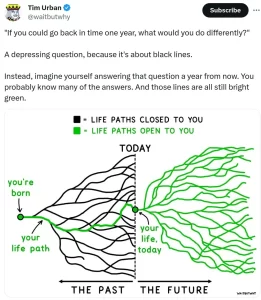 Tim Urban
@waitbutwhy
Subscribe
"If you could go back in time one year, what would you do differently?"
A depressing question, because it's about black lines.
Instead, imagine yourself answering that question a year from now. You
probably know many of the answers. And those lines are all still bright
green.
= LIFE PATHS CLOSED TO YOU
= LIFE PATHS OPEN TO YOU
TODAY
you're
born
your
life path
your
life,
today
THE PAST
THE FUTURE
WAITBUTWHY